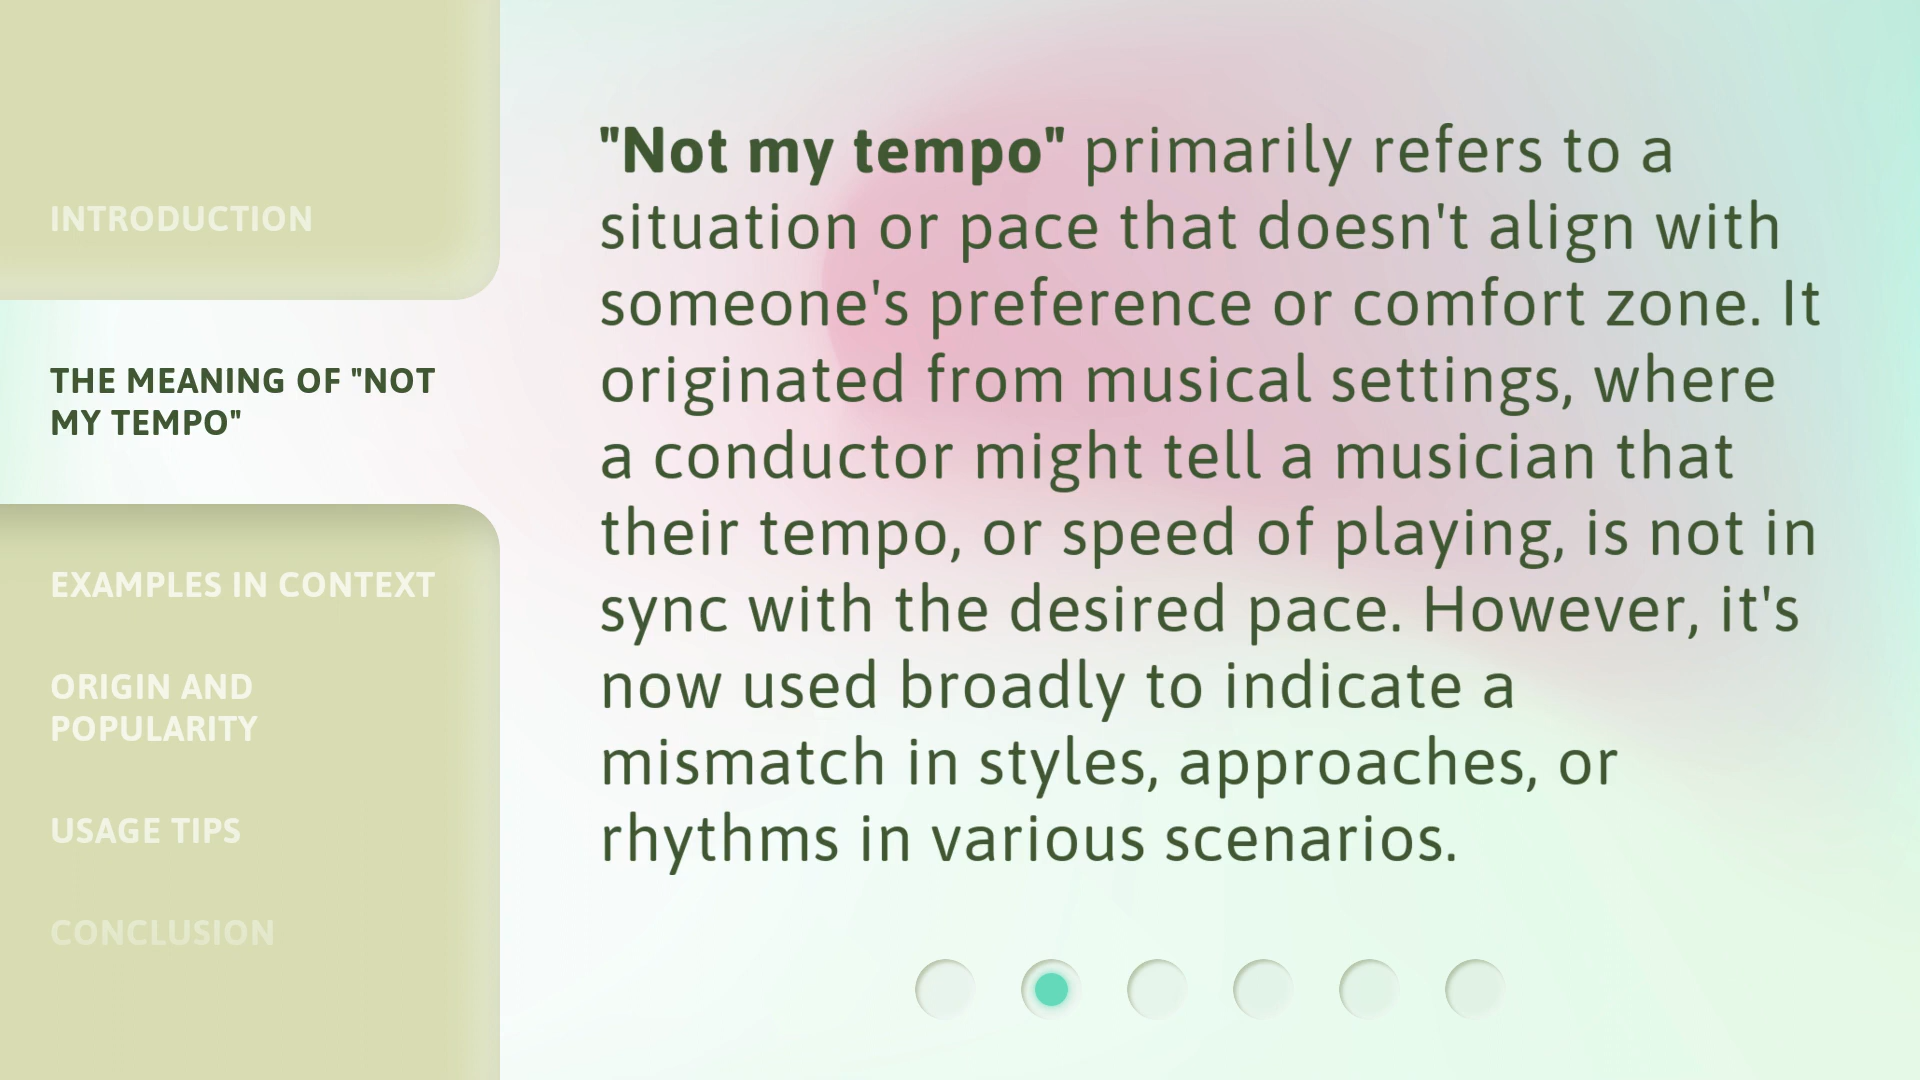 INTRODUCTION
THE MEANING OF "NOT
MY TEMPO"
EXAMPLES IN CONTEXT
ORIGIN AND
POPULARITY
USAGE TIPS
CONCLUSION
"Not my tempo" primarily refers to a
situation or pace that doesn't align with
someone's preference or comfort zone. It
originated from musical settings, where
a conductor might tell a musician that
their tempo, or speed of playing, is not in
sync with the desired pace. However, it's
now used broadly to indicate a
mismatch in styles, approaches, or
rhythms in various scenarios.